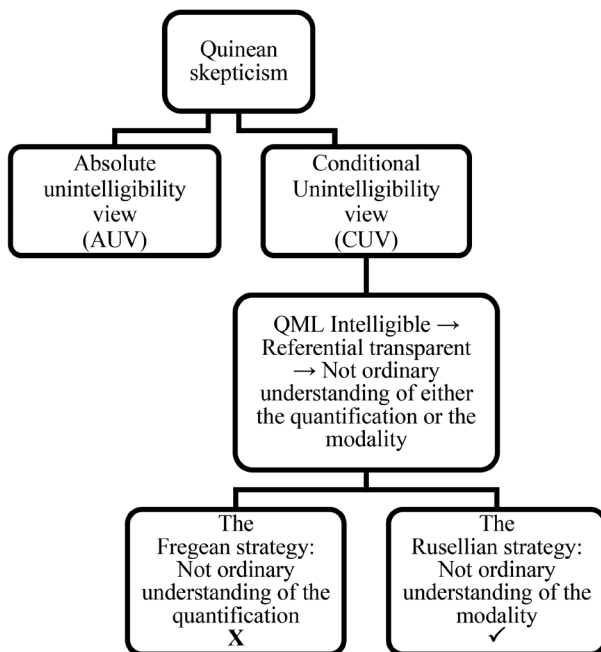 Quinean
skepticism
Absolute
unintelligibility
view
(AUV)
Conditional
Unintelligibility
view
(CUV)
QML Intelligible →
Referential transparent
→ Not ordinary
understanding of either
the quantification or the
modality
The
Fregean strategy:
Not ordinary
understanding of the
quantification
X
The
Rusellian strategy:
Not ordinary
understanding of the
modality
✓